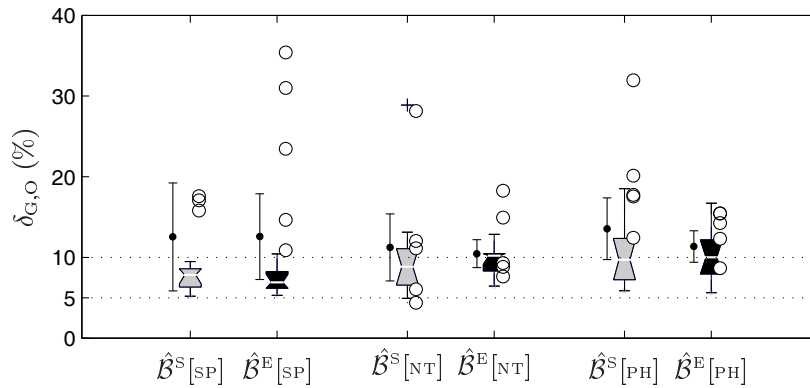 40
30
20
10
5
0
δG,O (%)
B̂S[SP]
B̂E[SP]
B̂S[NT]
B̂E[NT]
B̂S[PH]
B̂E[PH]